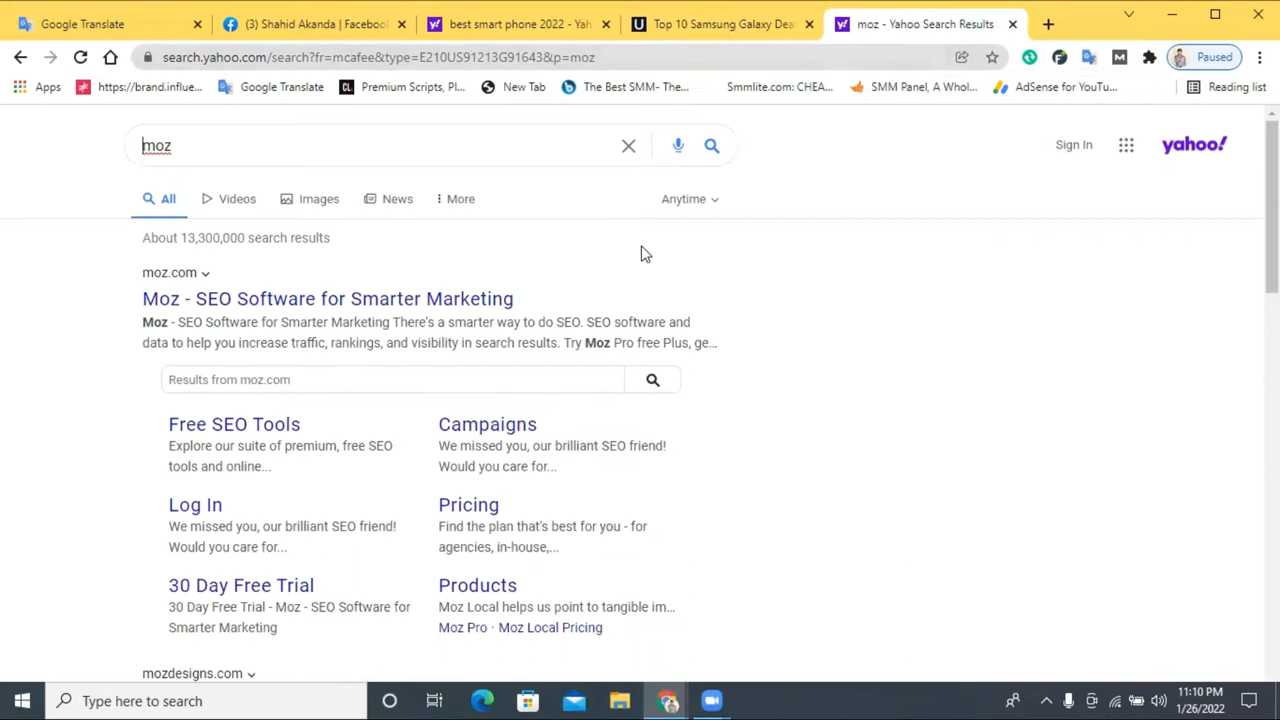 Google Translate
(3) Shahid Akanda | Facebook
best smart phone 2022 - Yah
Top 10 Samsung Galaxy Dea
moz - Yahoo Search Results
search.yahoo.com/search?fr=mcafee&type=E210US91213G91643&p=moz
Paused
Apps
https://brand.influe...
Google Translate
Premium Scripts, Pl...
New Tab
The Best SMM- The...
Smmlite.com: CHEA...
SMM Panel, A Whol...
AdSense for YouTu...
Reading list
moz
Sign In
yahoo!
All
Videos
Images
News
More
Anytime
About 13,300,000 search results
moz.com
Moz - SEO Software for Smarter Marketing
Moz - SEO Software for Smarter Marketing There's a smarter way to do SEO. SEO software and
data to help you increase traffic, rankings, and visibility in search results. Try Moz Pro free Plus, ge...
Results from moz.com
Free SEO Tools
Explore our suite of premium, free SEO
tools and online...
Campaigns
We missed you, our brilliant SEO friend!
Would you care for...
Log In
We missed you, our brilliant SEO friend!
Would you care for...
Pricing
Find the plan that's best for you - for
agencies, in-house,...
30 Day Free Trial
30 Day Free Trial - Moz - SEO Software for
Smarter Marketing
Products
Moz Local helps us point to tangible im...
Moz Pro · Moz Local Pricing
mozdesigns.com
Type here to search
11:10 PM
1/26/2022